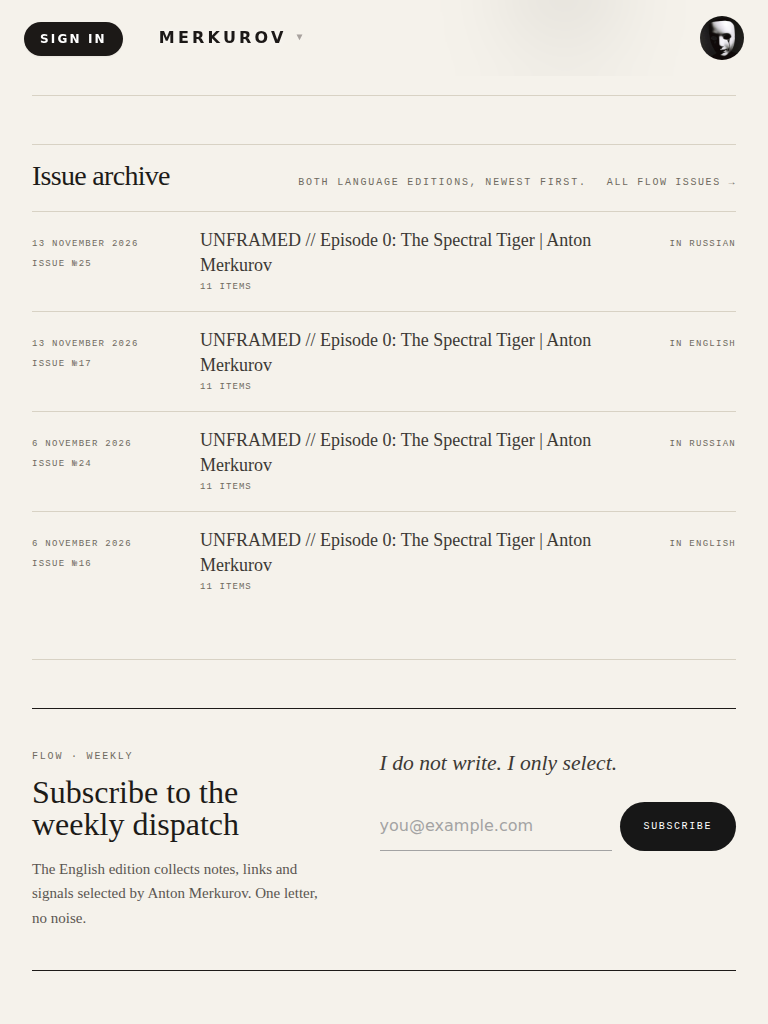 SIGN IN
MERKUROV ▼
Issue archive
BOTH LANGUAGE EDITIONS, NEWEST FIRST. ALL FLOW ISSUES →
13 NOVEMBER 2026
ISSUE №25
UNFRAMED // Episode 0: The Spectral Tiger | Anton
Merkurov
11 ITEMS
IN RUSSIAN
13 NOVEMBER 2026
ISSUE №17
UNFRAMED // Episode 0: The Spectral Tiger | Anton
Merkurov
11 ITEMS
IN ENGLISH
6 NOVEMBER 2026
ISSUE №24
UNFRAMED // Episode 0: The Spectral Tiger | Anton
Merkurov
11 ITEMS
IN RUSSIAN
6 NOVEMBER 2026
ISSUE №16
UNFRAMED // Episode 0: The Spectral Tiger | Anton
Merkurov
11 ITEMS
IN ENGLISH
FLOW · WEEKLY
Subscribe to the
weekly dispatch
The English edition collects notes, links and
signals selected by Anton Merkurov. One letter,
no noise.
I do not write. I only select.
you@example.com
SUBSCRIBE